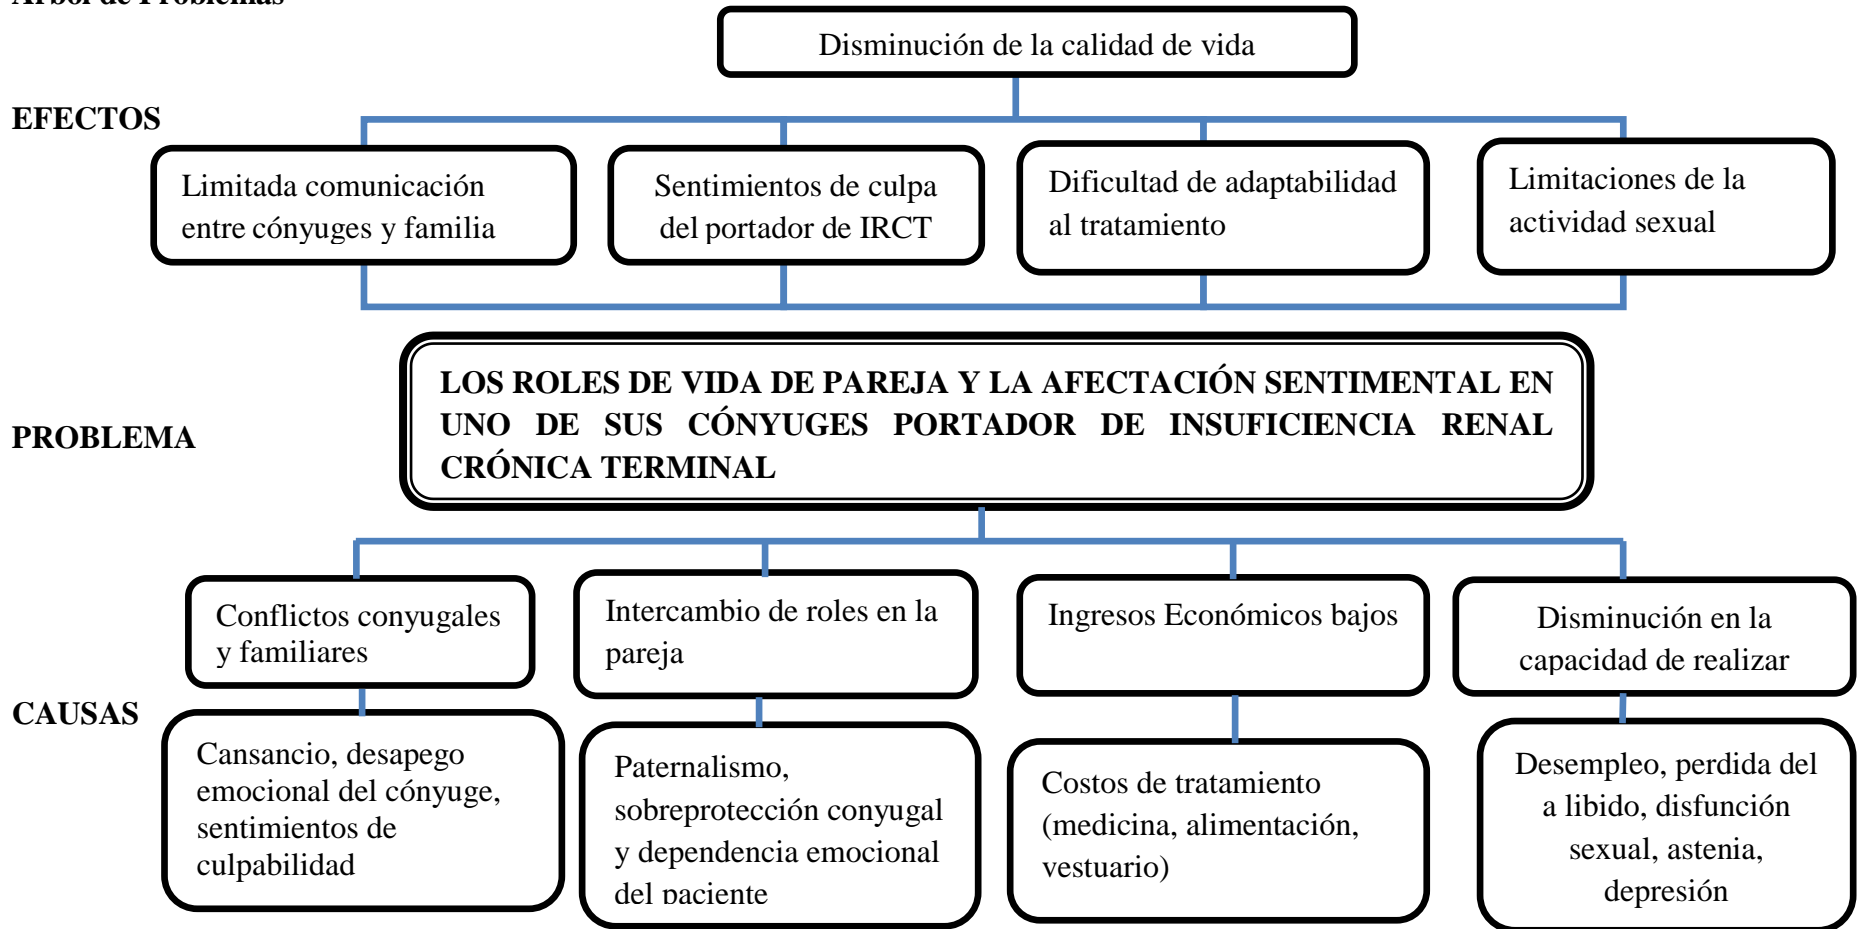 Árbol de Problemas
Disminución de la calidad de vida
EFECTOS
Limitada comunicación
entre cónyuges y familia
Sentimientos de culpa
del portador de IRCT
Dificultad de adaptabilidad
al tratamiento
Limitaciones de la
actividad sexual
LOS ROLES DE VIDA DE PAREJA Y LA AFECTACIÓN SENTIMENTAL EN
UNO DE SUS CÓNYUGES PORTADOR DE INSUFICIENCIA RENAL
CRÓNICA TERMINAL
PROBLEMA
Conflictos conyugales
y familiares
Intercambio de roles en la
pareja
Ingresos Económicos bajos
Disminución en la
capacidad de realizar
CAUSAS
Cansancio, desapego
emocional del cónyuge,
sentimientos de
culpabilidad
Paternalismo,
sobreprotección conyugal
y dependencia emocional
del paciente
Costos de tratamiento
(medicina, alimentación,
vestuario)
Desempleo, perdida del
a libido, disfunción
sexual, astenia,
depresión